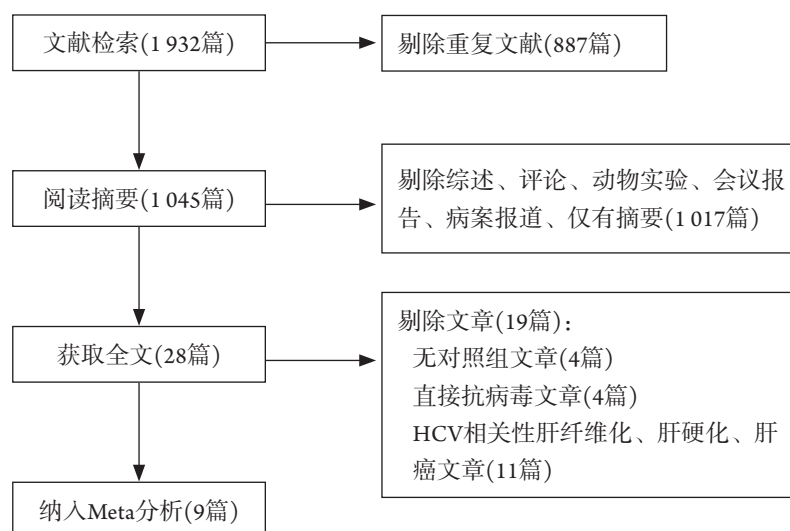 文献检索(1 932篇)
剔除重复文献(887篇)
阅读摘要(1 045篇)
剔除综述、评论、动物实验、会议报
告、病案报道、仅有摘要(1 017篇)
获取全文(28篇)
剔除文章(19篇)：
无对照组文章(4篇)
直接抗病毒文章(4篇)
HCV相关性肝纤维化、肝硬化、肝
癌文章(11篇)
纳入Meta分析(9篇)